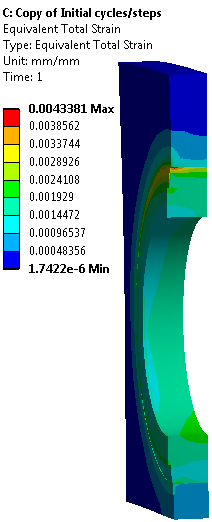 C: Copy of Initial cycles/steps
Equivalent Total Strain
Type: Equivalent Total Strain
Unit: mm/mm
Time: 1
0.0043381 Max
0.0038562
0.0033744
0.0028926
0.0024108
0.001929
0.0014472
0.00096537
0.00048356
1.7422e-6 Min